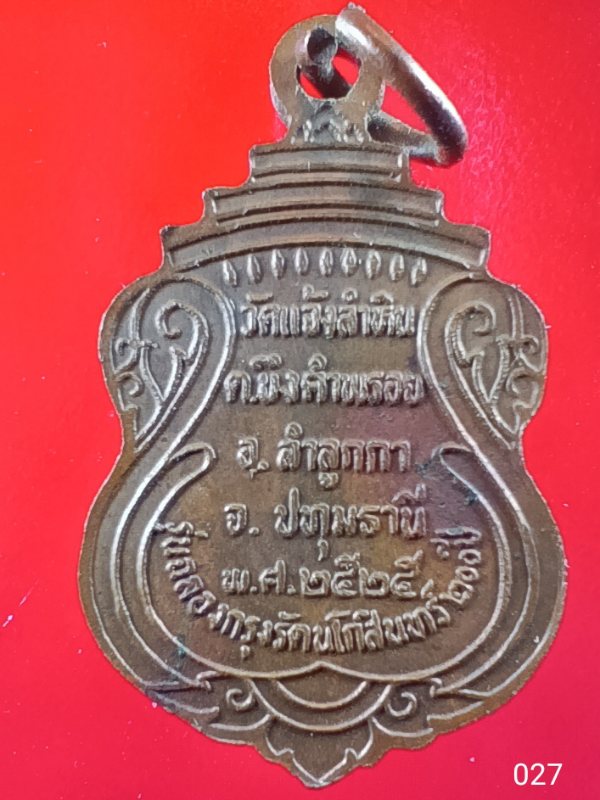 วัดแจ้งลำหิน
ต.บึงคำพรอย
อ.ลำลูกกา
จ.ปทุมธานี
พ.ศ.๒๕๒๕
รุ่นฉลองกรุงรัตนโกสินทร์๒๐๐ปี
027